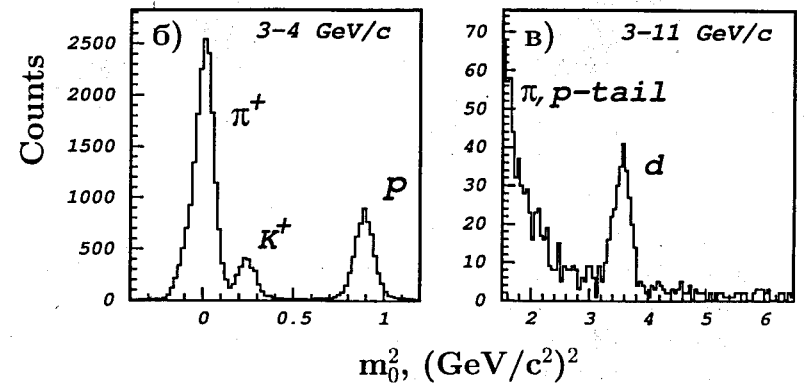 б) 3-4 GeV/c
в) 3-11 GeV/c
Counts
2500
2000
1500
1000
500
0
π+
K+
p
0
0.5
1
70
60
50
40
30
20
10
0
π, p-tail
d
2
3
4
5
6
m₀², (GeV/c²)²